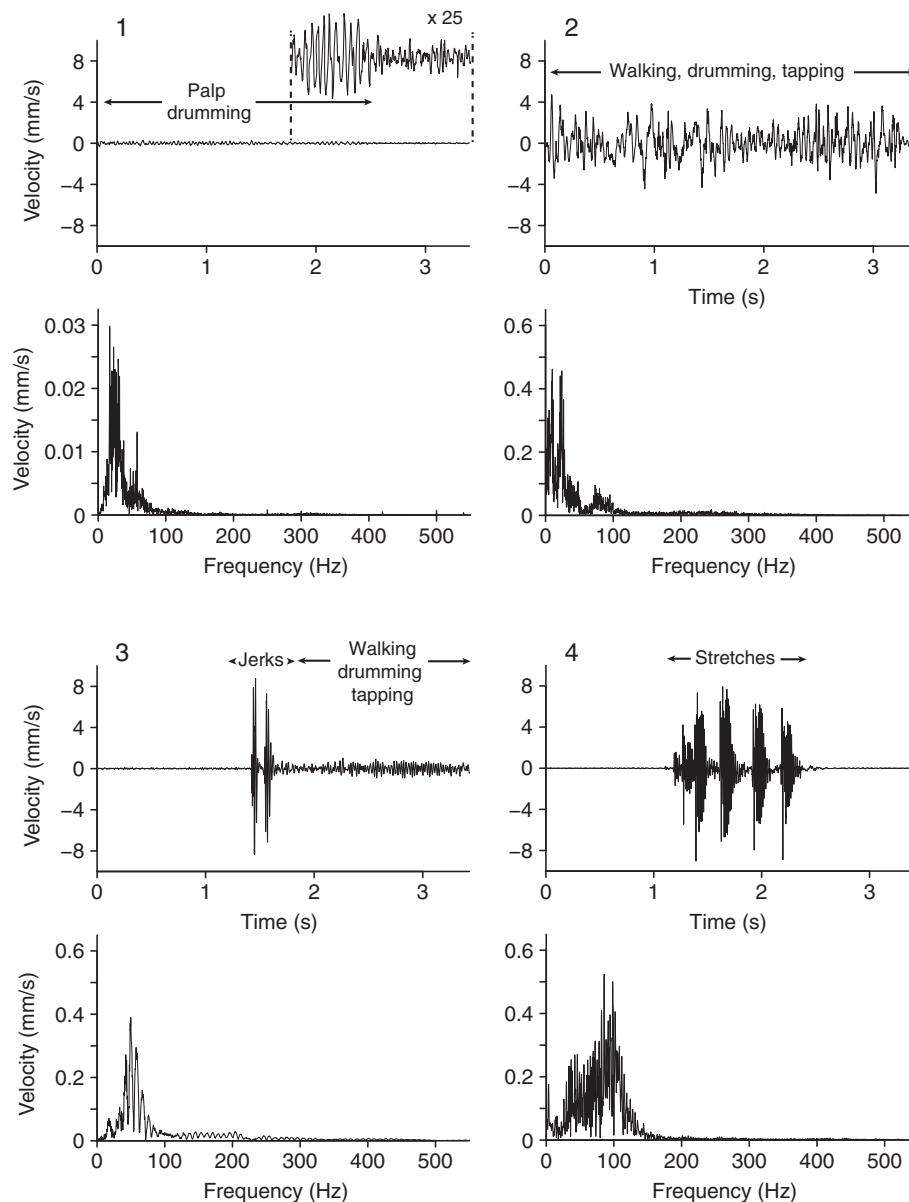 1
x 25
Velocity (mm/s)
8
4
0
−4
−8
Palp
drumming
0 1 2 3
2
Walking, drumming, tapping
8
4
0
−4
−8
0 1 2 3
Time (s)
Velocity (mm/s)
0.03
0.02
0.01
0
0 100 200 300 400 500
Frequency (Hz)
0.6
0.4
0.2
0
0 100 200 300 400 500
Frequency (Hz)
3
Jerks
Walking
drumming
tapping
Velocity (mm/s)
8
4
0
−4
−8
0 1 2 3
Time (s)
4
Stretches
8
4
0
−4
−8
0 1 2 3
Time (s)
Velocity (mm/s)
0.6
0.4
0.2
0
0 100 200 300 400 500
Frequency (Hz)
0.6
0.4
0.2
0
0 100 200 300 400 500
Frequency (Hz)